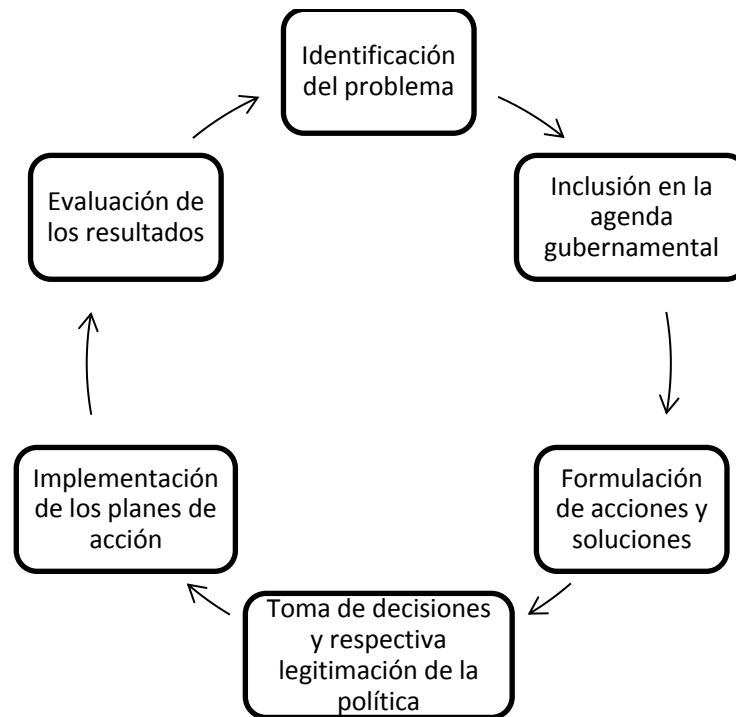 Identificación
del problema
Inclusión en la
agenda
gubernamental
Formulación
de acciones y
soluciones
Toma de decisiones
y respectiva
legitimación de la
política
Implementación
de los planes de
acción
Evaluación de
los resultados